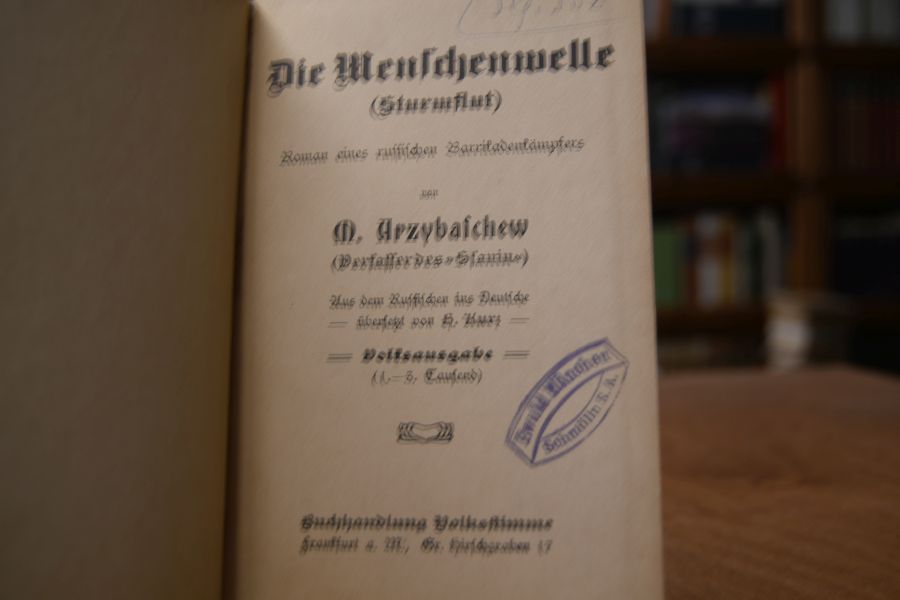 Die Menschenwelle
(Sturmflut)
Roman eines russischen Barrikadenkämpfers
von
M. Arzybaschew
(Verfasser des »Ssanin«)
Aus dem Russischen ins Deutsche
— übersetzt von S. Kurz —
Volksausgabe
(1.—3. Tausend)
Buchhandlung Volksstimme
Frankfurt a. M., Gr. Hirschgraben 17
Schmölln S.A.